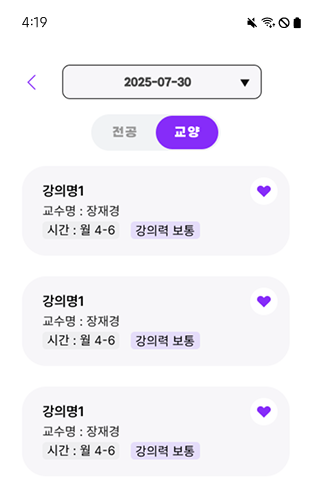 4:19
2025-07-30
전공 교양
강의명1
교수명 : 장재경
시간 : 월 4-6 강의력 보통
강의명1
교수명 : 장재경
시간 : 월 4-6 강의력 보통
강의명1
교수명 : 장재경
시간 : 월 4-6 강의력 보통